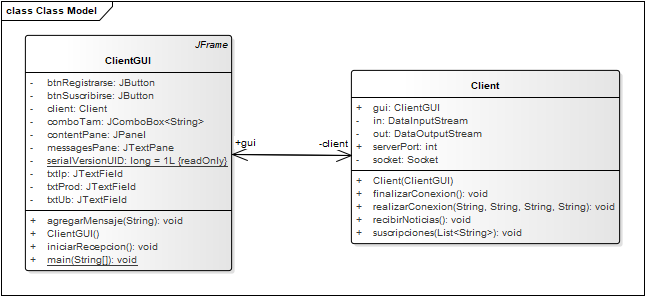 class Class Model
JFrame
ClientGUI
- btnRegistrarse: JButton
- btnSuscribirse: JButton
- client: Client
- comboTam: JComboBox<String>
- contentPane: JPanel
- messagesPane: JTextPane
- serialVersionUID: long = 1L {readOnly}
- txtIp: JTextField
- txtProd: JTextField
- txtUb: JTextField
+ agregarMensaje(String): void
+ ClientGUI()
+ iniciarRecepcion(): void
+ main(String[]): void
+gui
-client
Client
+ gui: ClientGUI
- in: DataInputStream
- out: DataOutputStream
+ serverPort: int
- socket: Socket
+ Client(ClientGUI)
+ finalizarConexion(): void
+ realizarConexion(String, String, String, String): void
+ recibirNoticias(): void
+ suscripciones(List<String>): void